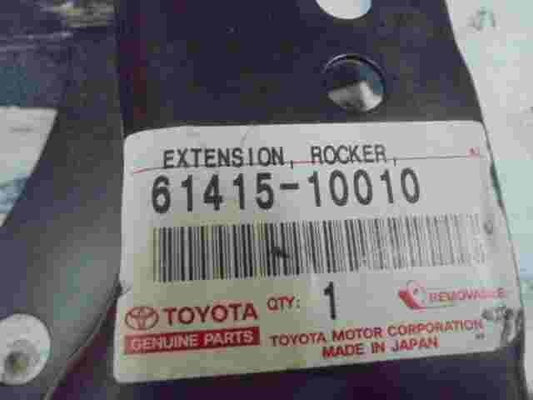 EXTENSION, ROCKER,
61415-10010
TOYOTA QTY: 1 REMOVABLE
GENUINE PARTS TOYOTA MOTOR CORPORATION
MADE IN JAPAN